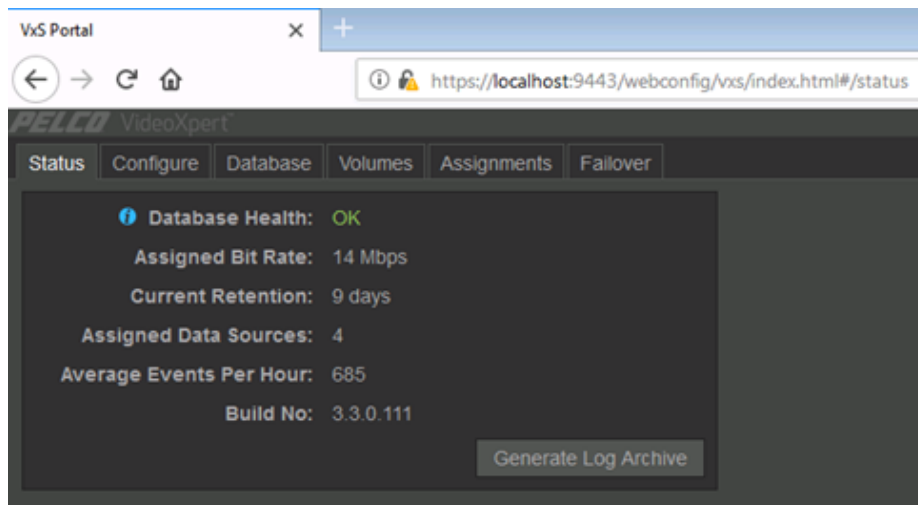 VxS Portal
https://localhost:9443/webconfig/vxs/index.html#/status
PELCO VideoXpert™
Status Configure Database Volumes Assignments Failover
Database Health: OK
Assigned Bit Rate: 14 Mbps
Current Retention: 9 days
Assigned Data Sources: 4
Average Events Per Hour: 685
Build No: 3.3.0.111
Generate Log Archive